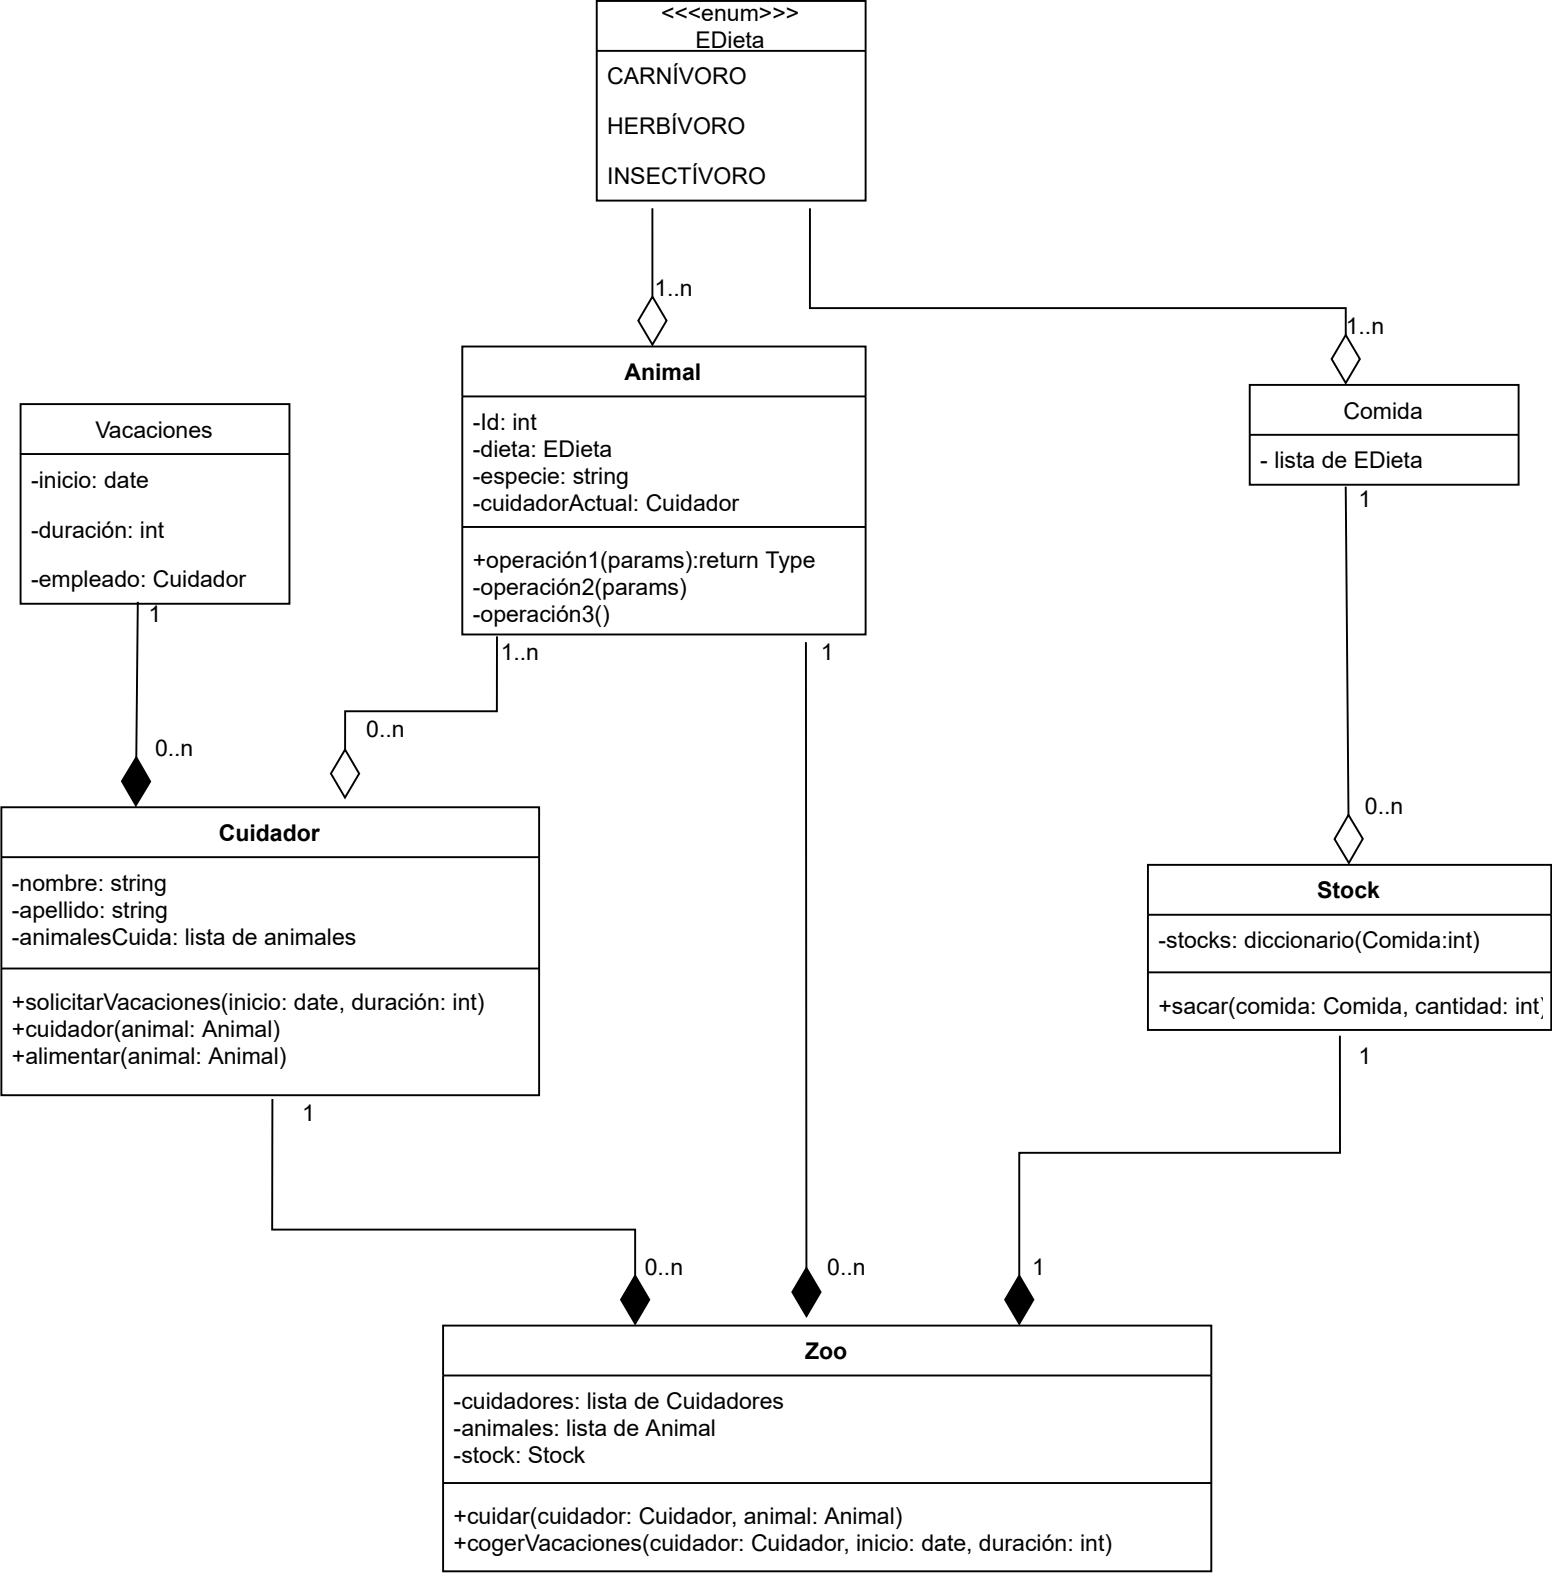 <<<enum>>>
EDieta
CARNÍVORO
HERBÍVORO
INSECTÍVORO
1..n
1..n
Animal
-Id: int
-dieta: EDieta
-especie: string
-cuidadorActual: Cuidador
+operación1(params):return Type
-operación2(params)
-operación3()
Comida
- lista de EDieta
Vacaciones
-inicio: date
-duración: int
-empleado: Cuidador
1
1
1..n
1
0..n
0..n
0..n
Cuidador
-nombre: string
-apellido: string
-animalesCuida: lista de animales
+solicitarVacaciones(inicio: date, duración: int)
+cuidador(animal: Animal)
+alimentar(animal: Animal)
Stock
-stocks: diccionario(Comida:int)
+sacar(comida: Comida, cantidad: int)
1
1
0..n
0..n
1
Zoo
-cuidadores: lista de Cuidadores
-animales: lista de Animal
-stock: Stock
+cuidar(cuidador: Cuidador, animal: Animal)
+cogerVacaciones(cuidador: Cuidador, inicio: date, duración: int)